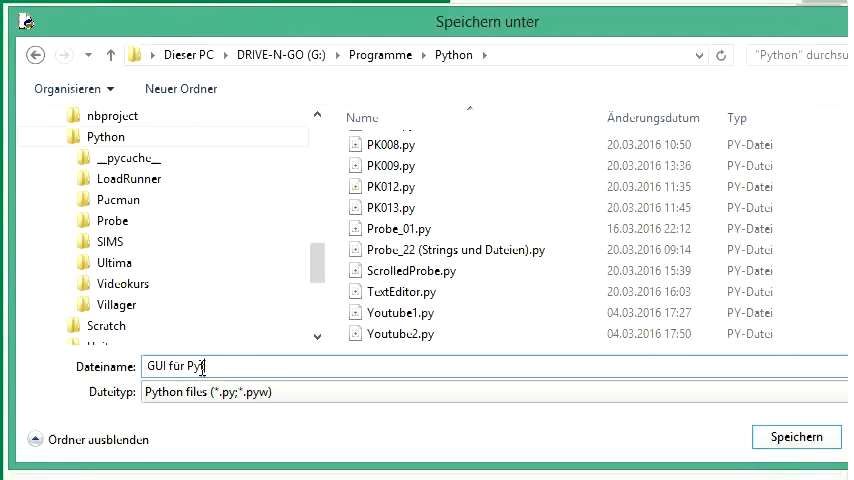 Speichern unter
Dieser PC DRIVE-N-GO (G:) Programme Python
"Python" durchsu
Organisieren Neuer Ordner
Name Änderungsdatum Typ
nbproject
Python
__pycache__
LoadRunner
Pacman
Probe
SIMS
Ultima
Videokurs
Villager
Scratch
PK008.py 20.03.2016 10:50 PY-Datei
PK009.py 20.03.2016 13:36 PY-Datei
PK012.py 20.03.2016 11:35 PY-Datei
PK013.py 20.03.2016 11:45 PY-Datei
Probe_01.py 16.03.2016 22:12 PY-Datei
Probe_22 (Strings und Dateien).py 20.03.2016 09:14 PY-Datei
ScrolledProbe.py 20.03.2016 15:39 PY-Datei
TextEditor.py 20.03.2016 16:03 PY-Datei
Youtube1.py 04.03.2016 17:27 PY-Datei
Youtube2.py 04.03.2016 17:50 PY-Datei
Dateiname: GUI für Pyt
Dateityp: Python files (*.py;*.pyw)
Ordner ausblenden
Speichern